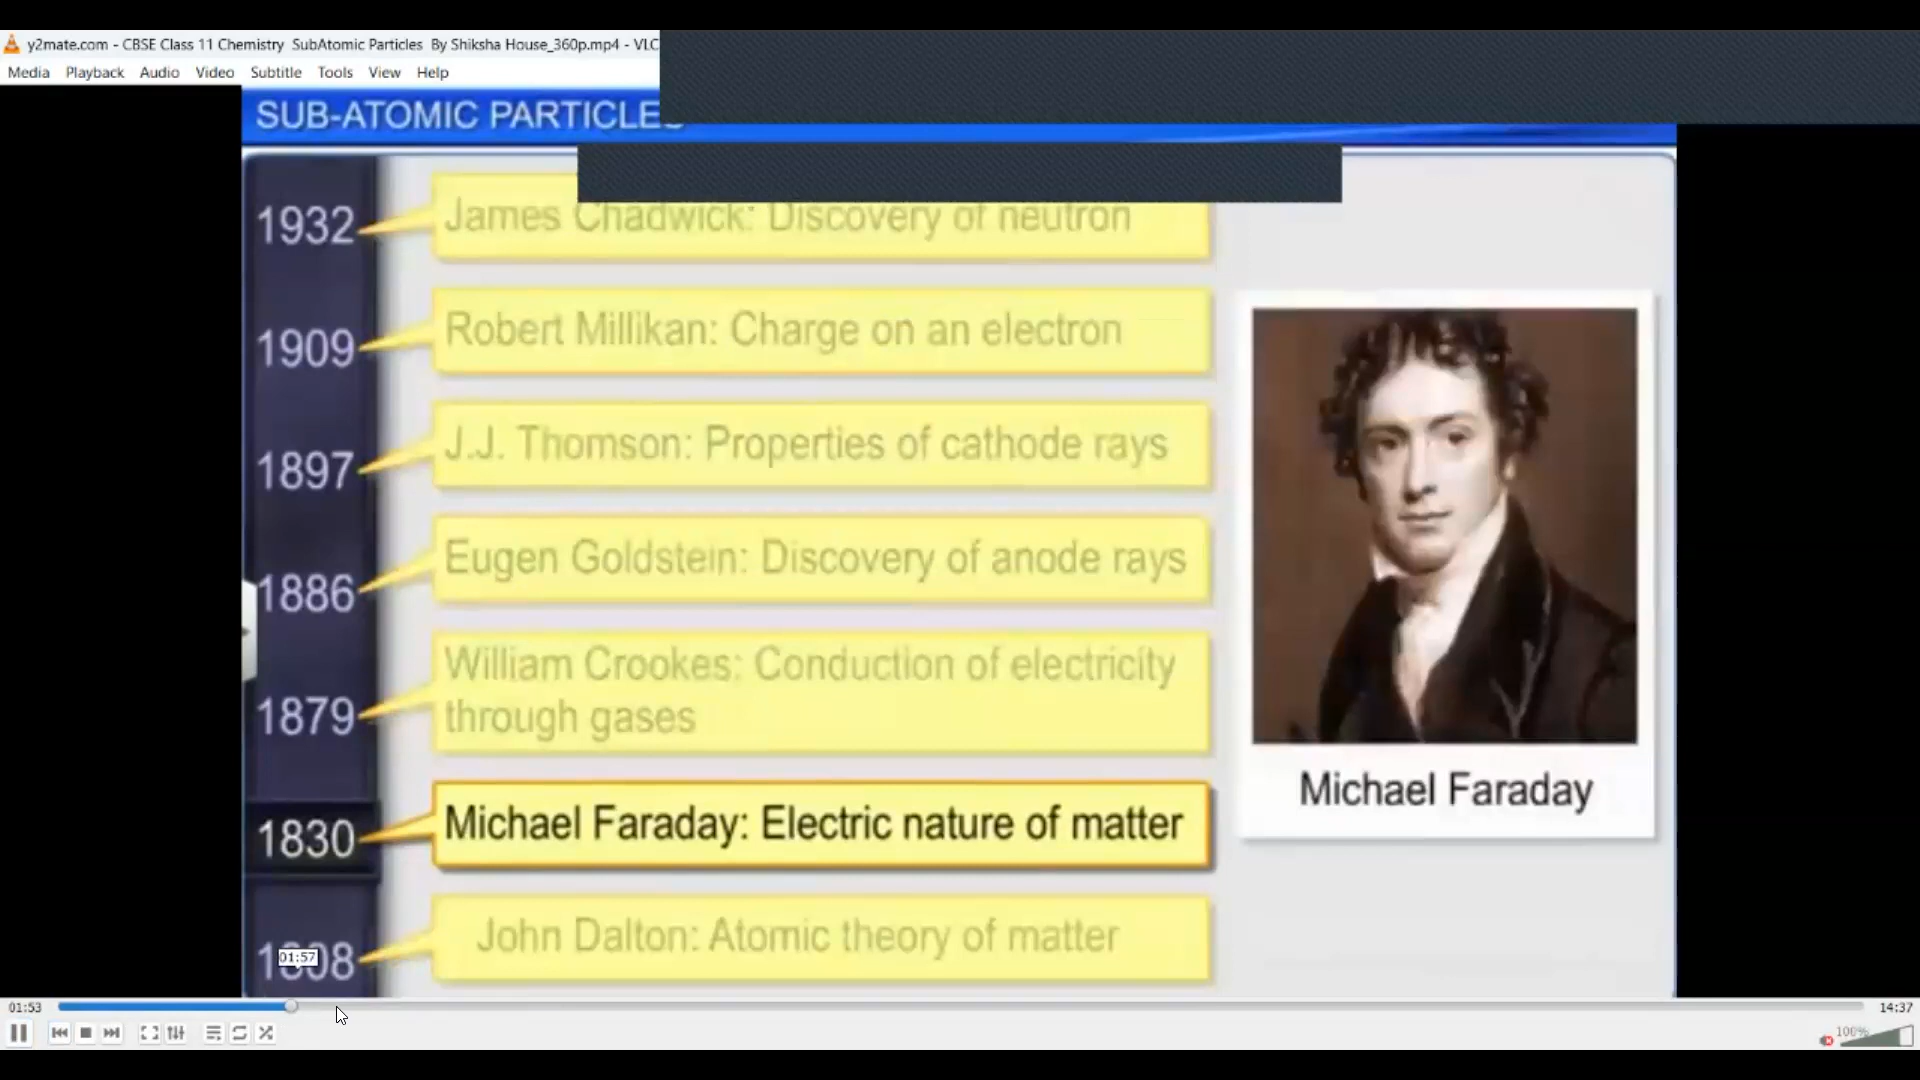 y2mate.com - CBSE Class 11 Chemistry SubAtomic Particles By Shiksha House_360p.mp4 - VLC
Media Playback Audio Video Subtitle Tools View Help
SUB-ATOMIC PARTICLES
1932 James Chadwick: Discovery of neutron
1909 Robert Millikan: Charge on an electron
1897 J.J. Thomson: Properties of cathode rays
1886 Eugen Goldstein: Discovery of anode rays
William Crookes: Conduction of electricity
1879 through gases
Michael Faraday
1830 Michael Faraday: Electric nature of matter
1808 John Dalton: Atomic theory of matter
01:57
01:53 14:37
100%